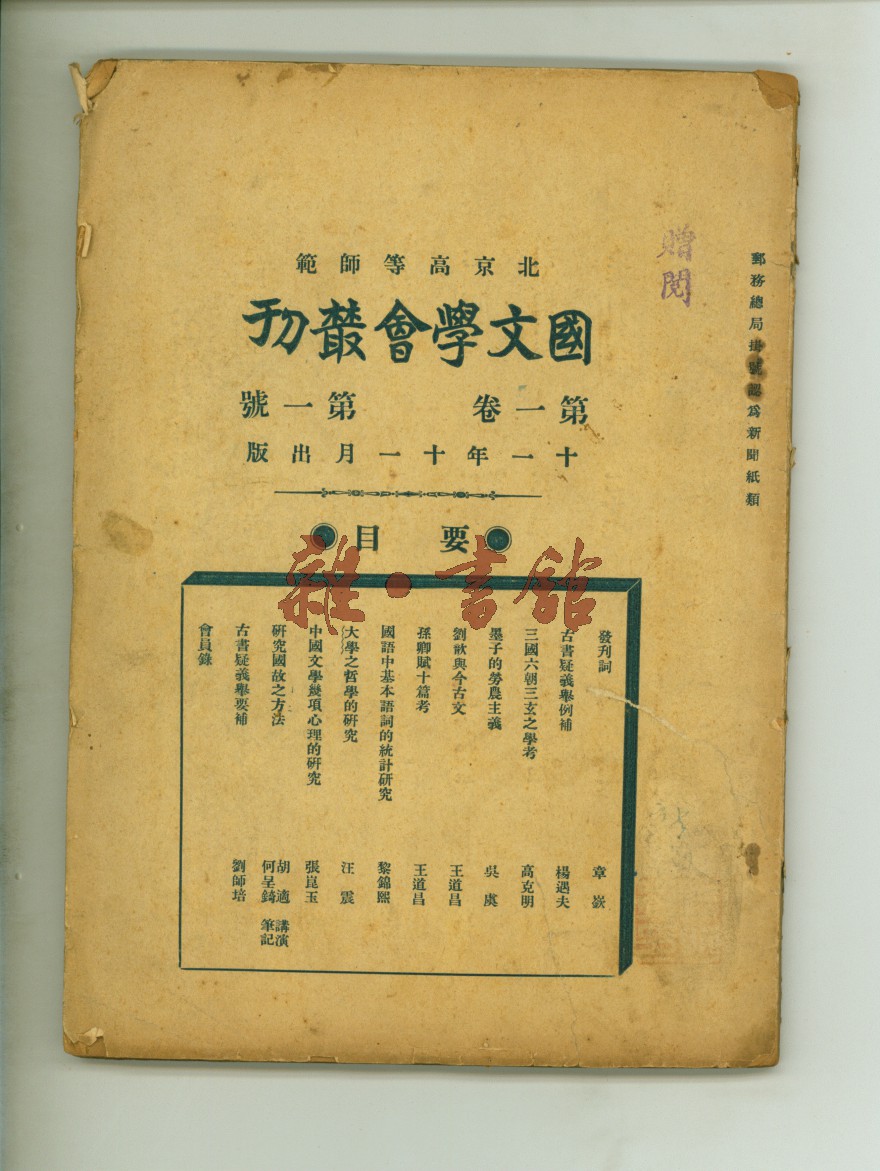 郵務總局掛號認爲新聞紙類
贈閱
北京高等師範
國文學會叢刊
第一卷　第一號
十一年十一月出版
要目
發刊詞　章嶔
古書疑義舉例補　楊遇夫
三國六朝三玄之學考　高克明
墨子的勞農主義　吳虞
劉歆與今古文　王道昌
孫卿賦十篇考　王道昌
國語中基本語詞的統計研究　黎錦熙
大學之哲學的研究　汪震
中國文學幾項心理的研究　張崑玉
研究國故之方法　胡適講演　何呈錡筆記
古書疑義舉要補　劉師培
會員錄
雜·書館